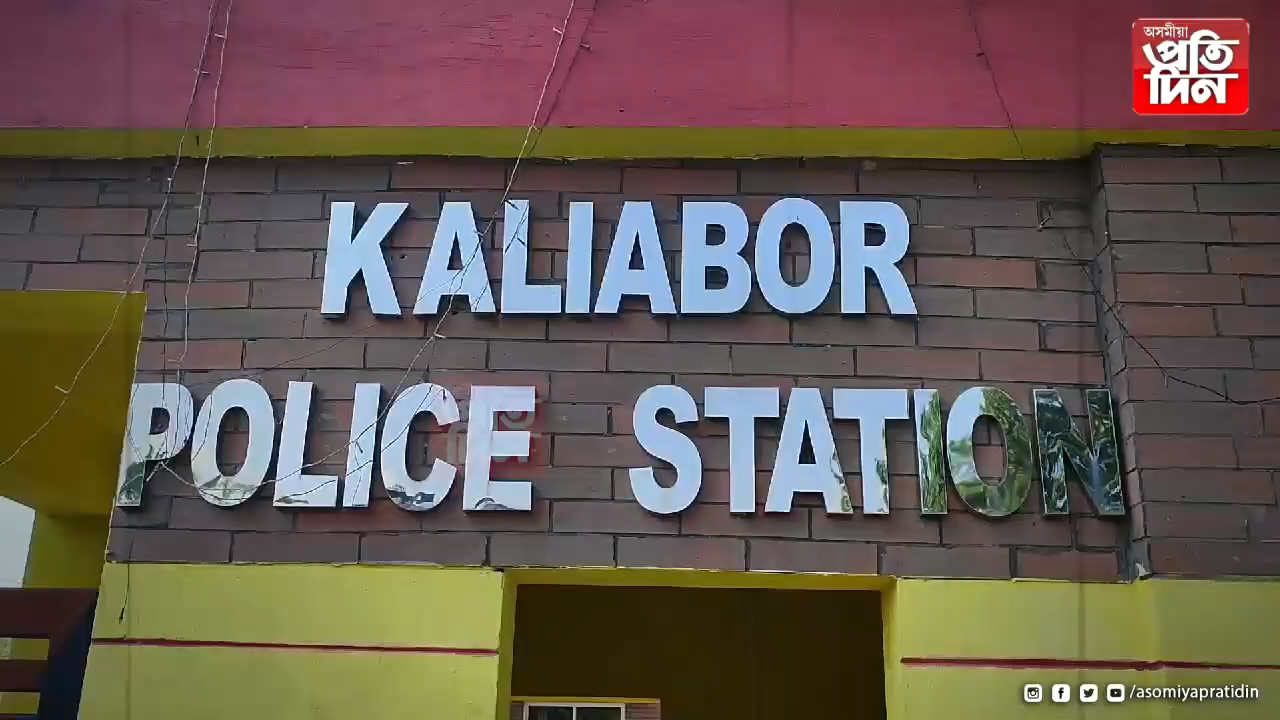 অসমীয়া
প্ৰতি
দিন
KALIABOR
POLICE STATION
/asomiyapratidin